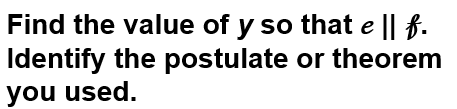 Find the value of y so that e || f.
Identify the postulate or theorem
you used.